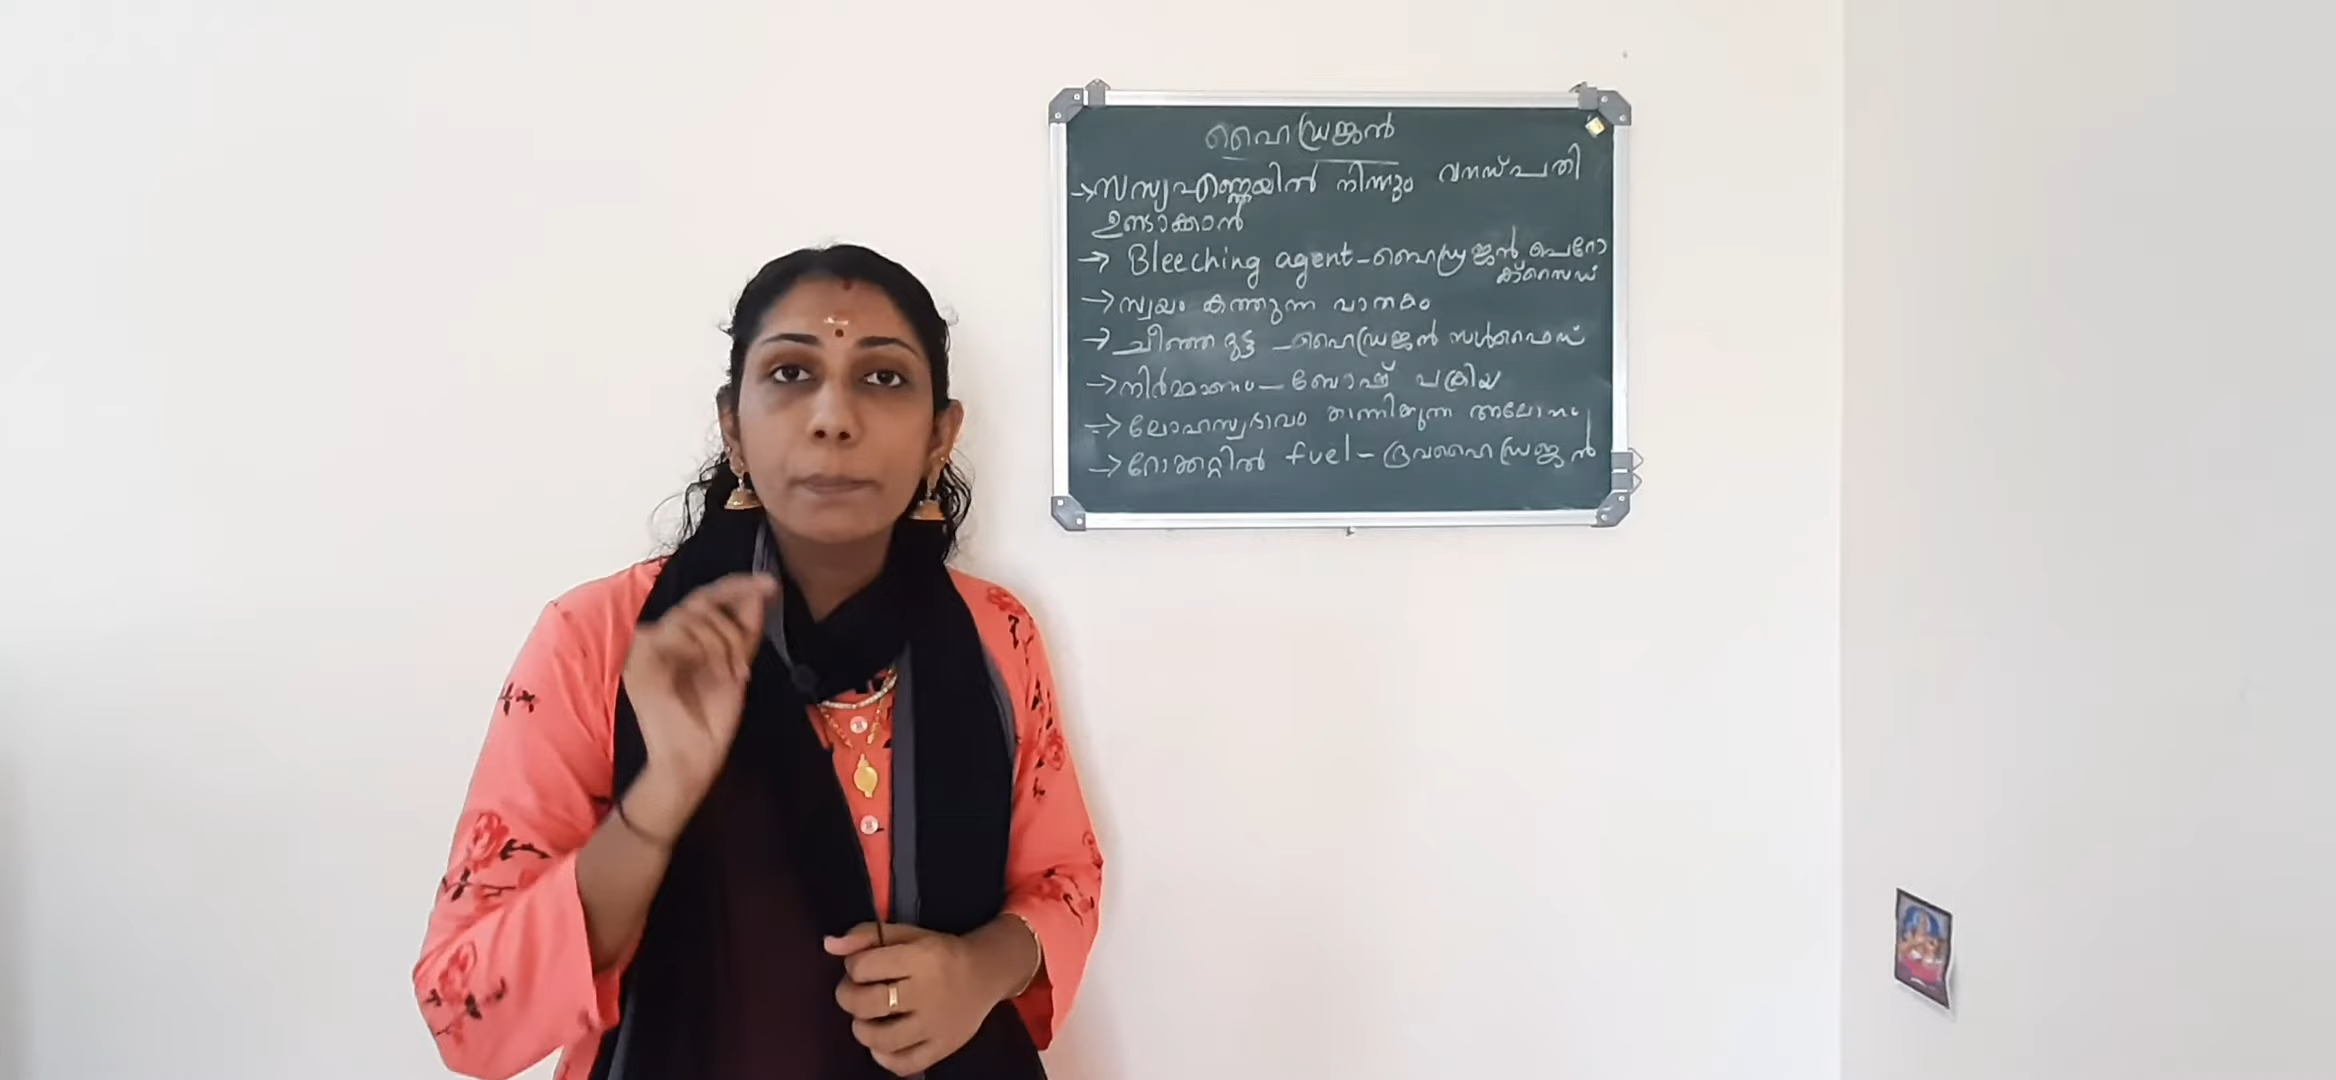 ഹൈഡ്രജൻ
→ സസ്യഎണ്ണയിൽ നിന്നും വനസ്പതി
ഉണ്ടാക്കാൻ
→ Bleeching agent - ഹൈഡ്രജൻ പെറോ
ക്സൈഡ്
→ സ്വയം കത്തുന്ന വാതകം
→ ചീഞ്ഞമുട്ട - ഹൈഡ്രജൻ സൾഫൈഡ്
→ നിർമ്മാണം - ബോഷ് പ്രക്രിയ
→ ലോഹസ്വഭാവം കാണിക്കുന്ന അലോഹം
→ റോക്കറ്റിൽ fuel - ദ്രവഹൈഡ്രജൻ